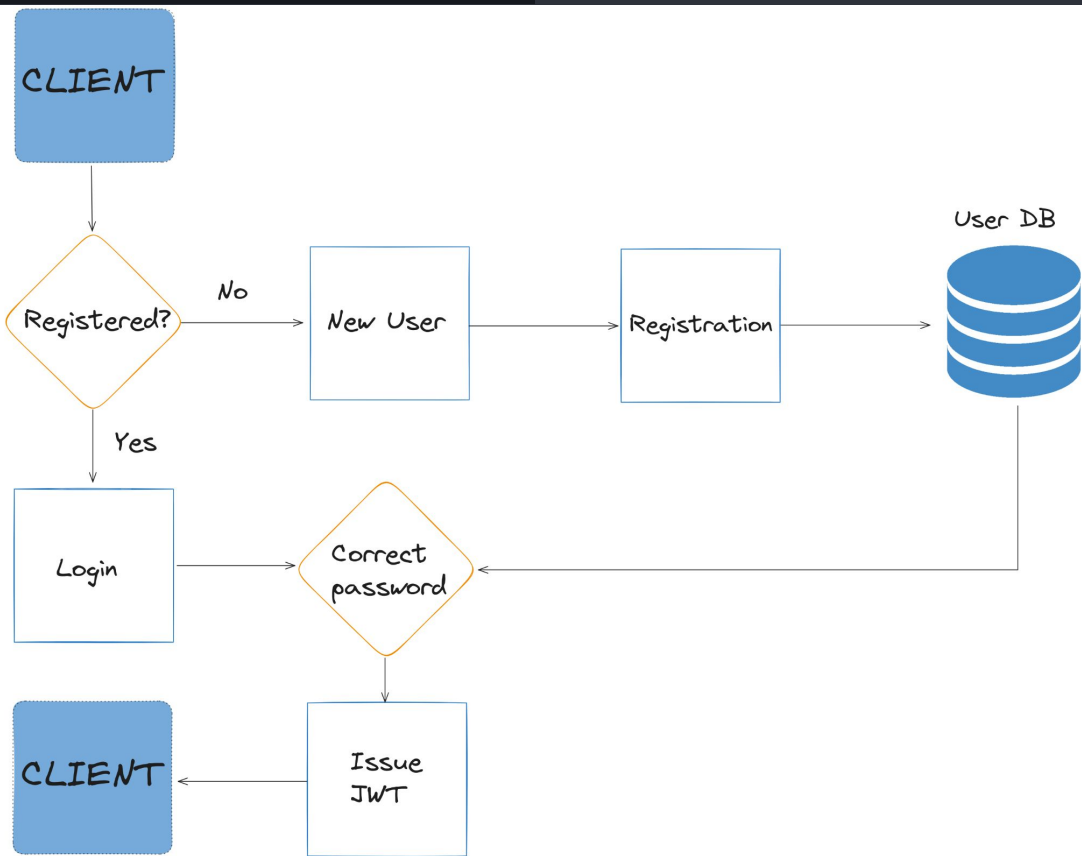 CLIENT
User DB
No
Registered?
New User
Registration
Yes
Login
Correct
password
CLIENT
Issue
JWT